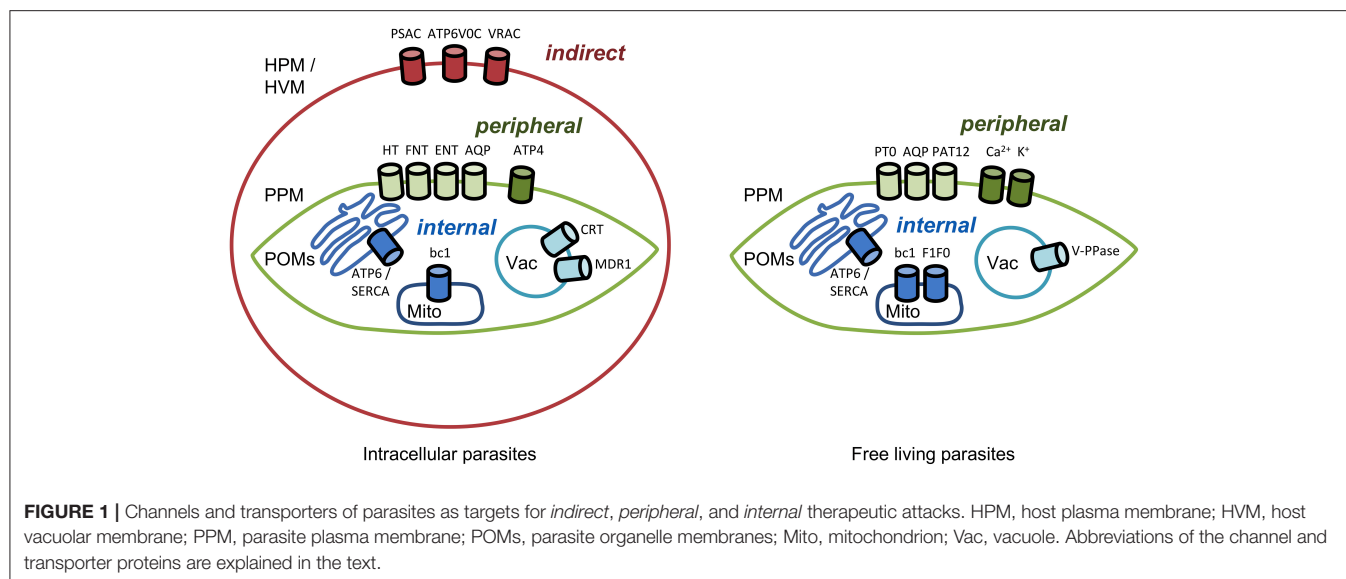 PSAC ATP6V0C VRAC
indirect
HPM /
HVM
peripheral
HT FNT ENT AQP ATP4
PPM
internal
POMs
ATP6 /
SERCA
bc1
Mito
Vac
CRT
MDR1
Intracellular parasites
peripheral
PT0 AQP PAT12 Ca²⁺ K⁺
PPM
internal
POMs
ATP6 /
SERCA
bc1 F1F0
Mito
Vac
V-PPase
Free living parasites
FIGURE 1 | Channels and transporters of parasites as targets for indirect, peripheral, and internal therapeutic attacks. HPM, host plasma membrane; HVM, host
vacuolar membrane; PPM, parasite plasma membrane; POMs, parasite organelle membranes; Mito, mitochondrion; Vac, vacuole. Abbreviations of the channel and
transporter proteins are explained in the text.